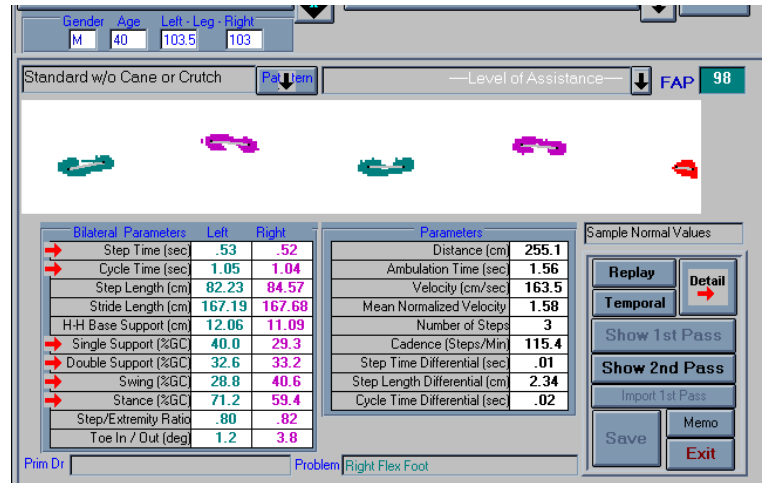 Gender Age Left - Leg - Right
M 40 103.5 103
Standard w/o Cane or Crutch —Level of Assistance— FAP 98
Bilateral Parameters Left Right
Step Time (sec) .53 .52
Cycle Time (sec) 1.05 1.04
Step Length (cm) 82.23 84.57
Stride Length (cm) 167.19 167.68
H-H Base Support (cm) 12.06 11.09
Single Support (%GC) 40.0 29.3
Double Support (%GC) 32.6 33.2
Swing (%GC) 28.8 40.6
Stance (%GC) 71.2 59.4
Step/Extremity Ratio .80 .82
Toe In / Out (deg) 1.2 3.8
Parameters
Distance (cm) 255.1
Ambulation Time (sec) 1.56
Velocity (cm/sec) 163.5
Mean Normalized Velocity 1.58
Number of Steps 3
Cadence (Steps/Min) 115.4
Step Time Differential (sec) .01
Step Length Differential (cm) 2.34
Cycle Time Differential (sec) .02
Sample Normal Values
Replay Detail
Temporal
Show 1st Pass
Show 2nd Pass
Import 1st Pass
Save Memo
Exit
Prim Dr Problem Right Flex Foot